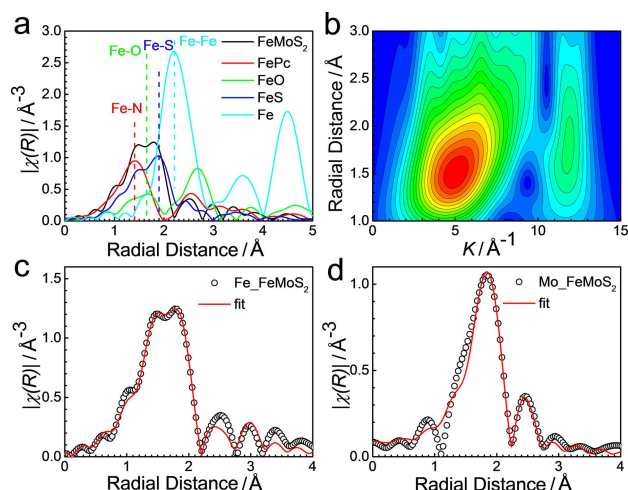 a
3.0
2.5
2.0
1.5
1.0
0.5
0.0
|χ(R)| / Å⁻³
Fe-N
Fe-O
Fe-S
Fe-Fe
FeMoS₂
FePc
FeO
FeS
Fe
0 1 2 3 4 5
Radial Distance / Å
b
3.0
2.5
2.0
1.5
1.0
Radial Distance / Å
0 5 10 15
K/Å⁻¹
c
1.5
1.0
0.5
0.0
|χ(R)| / Å⁻³
Fe_FeMoS₂
fit
0 1 2 3 4
Radial Distance / Å
d
1.0
0.5
0.0
|χ(R)| / Å⁻³
Mo_FeMoS₂
fit
0 1 2 3 4
Radial Distance / Å